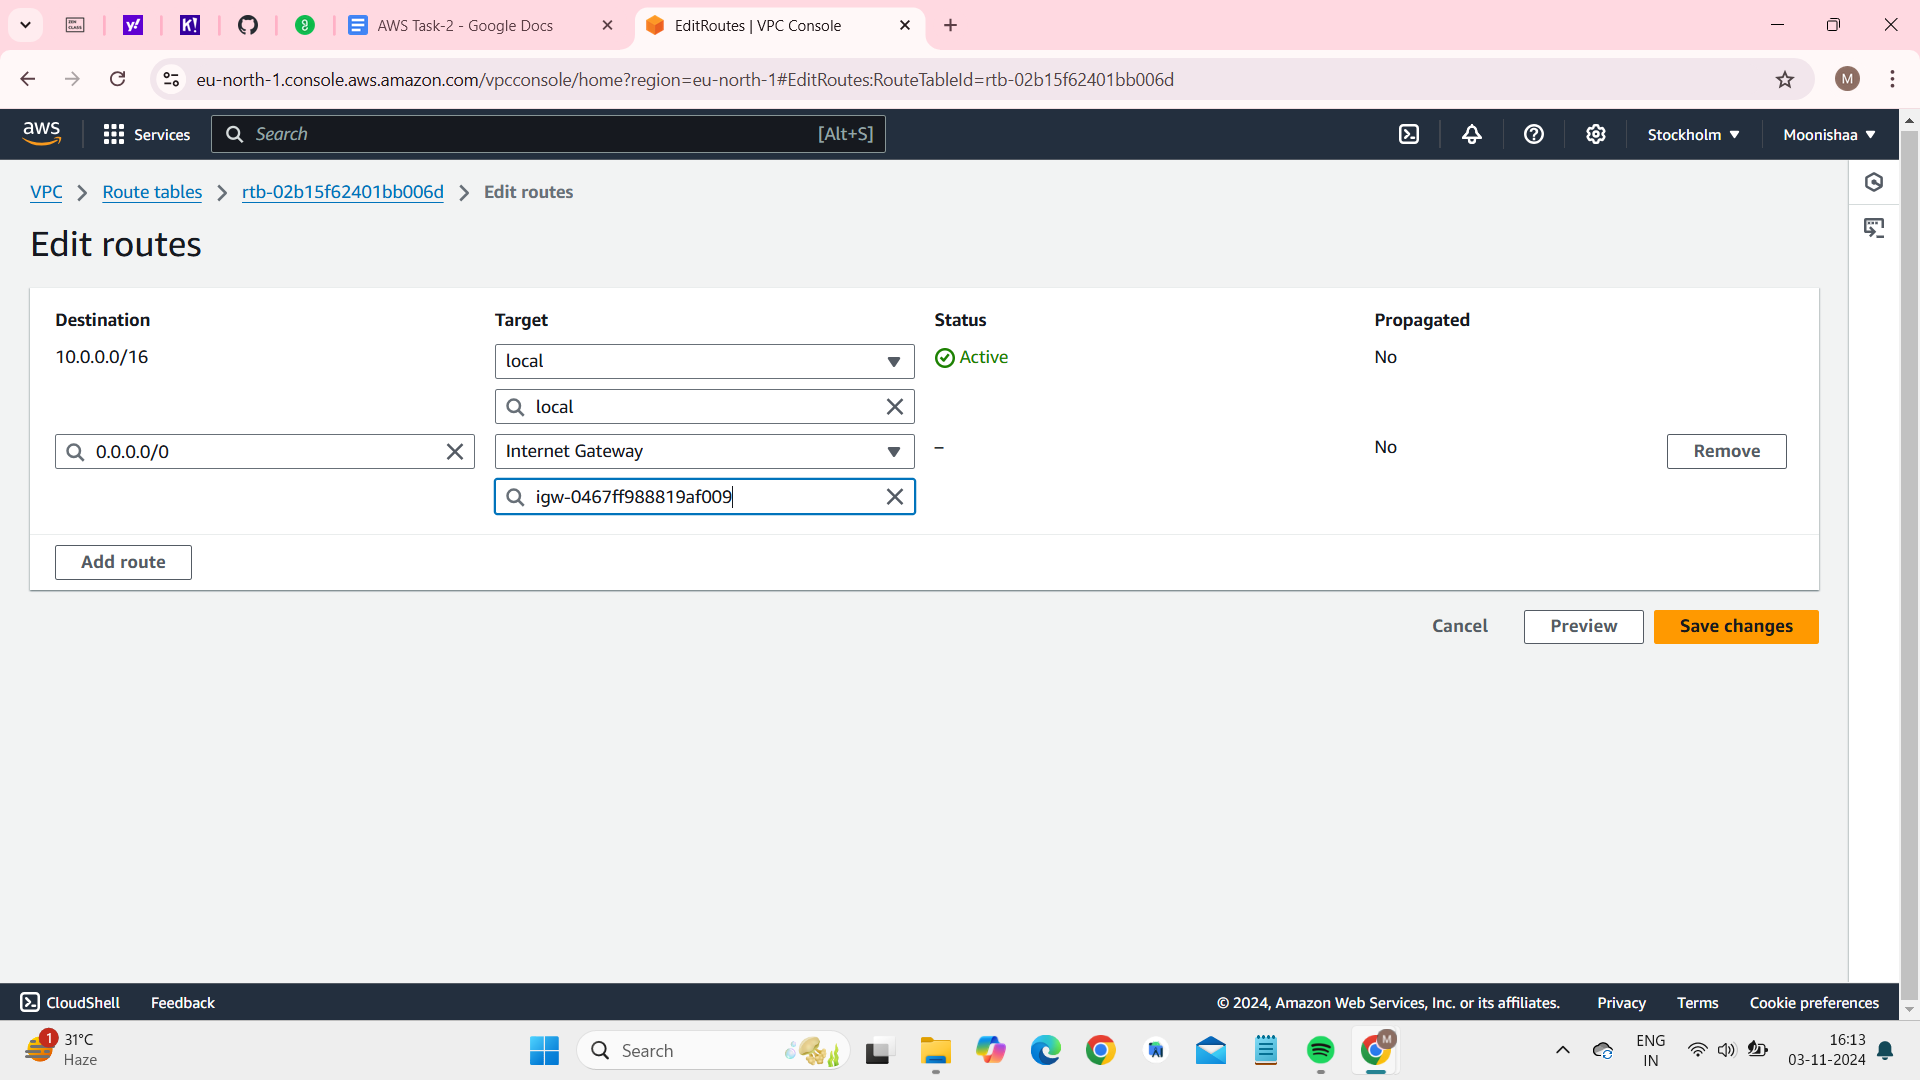 AWS Task-2 - Google Docs
EditRoutes | VPC Console
eu-north-1.console.aws.amazon.com/vpcconsole/home?region=eu-north-1#EditRoutes:RouteTableId=rtb-02b15f62401bb006d
M
aws
Services
Search
[Alt+S]
Stockholm
Moonishaa
VPC
Route tables
rtb-02b15f62401bb006d
Edit routes
Edit routes
Destination
Target
Status
Propagated
10.0.0.0/16
local
Active
No
local
0.0.0.0/0
Internet Gateway
–
No
Remove
igw-0467ff988819af009
Add route
Cancel
Preview
Save changes
CloudShell
Feedback
© 2024, Amazon Web Services, Inc. or its affiliates.
Privacy
Terms
Cookie preferences
1
31°C
Haze
Search
M
ENG
IN
16:13
03-11-2024